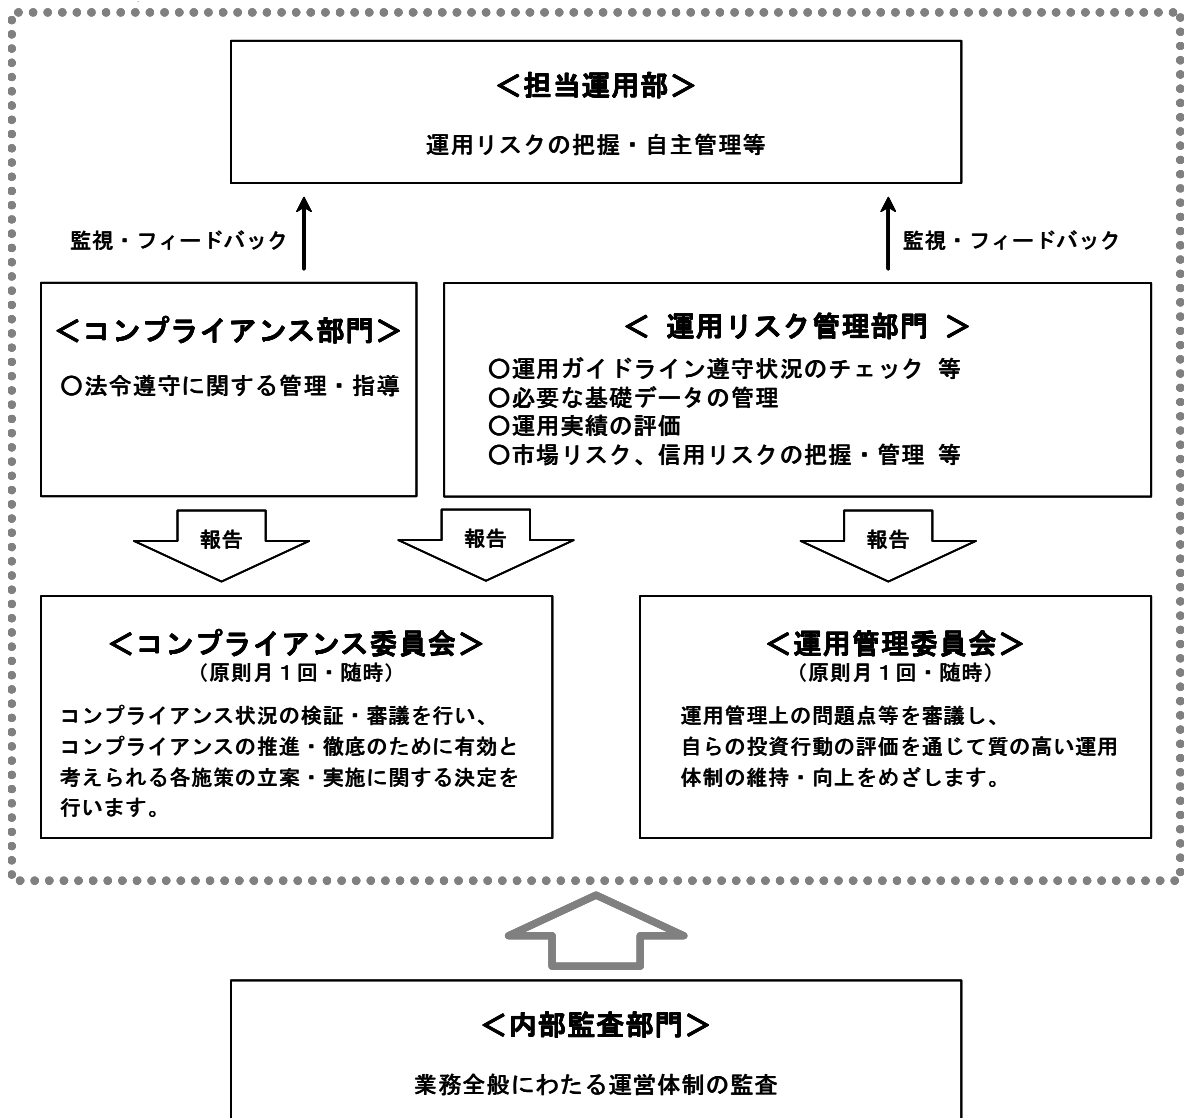 ＜担当運用部＞
運用リスクの把握・自主管理等
監視・フィードバック
監視・フィードバック
＜コンプライアンス部門＞
○法令遵守に関する管理・指導
＜ 運用リスク管理部門 ＞
○運用ガイドライン遵守状況のチェック 等
○必要な基礎データの管理
○運用実績の評価
○市場リスク、信用リスクの把握・管理 等
報告
報告
報告
＜コンプライアンス委員会＞
（原則月１回・随時）
コンプライアンス状況の検証・審議を行い、
コンプライアンスの推進・徹底のために有効と
考えられる各施策の立案・実施に関する決定を
行います。
＜運用管理委員会＞
（原則月１回・随時）
運用管理上の問題点等を審議し、
自らの投資行動の評価を通じて質の高い運用
体制の維持・向上をめざします。
＜内部監査部門＞
業務全般にわたる運営体制の監査